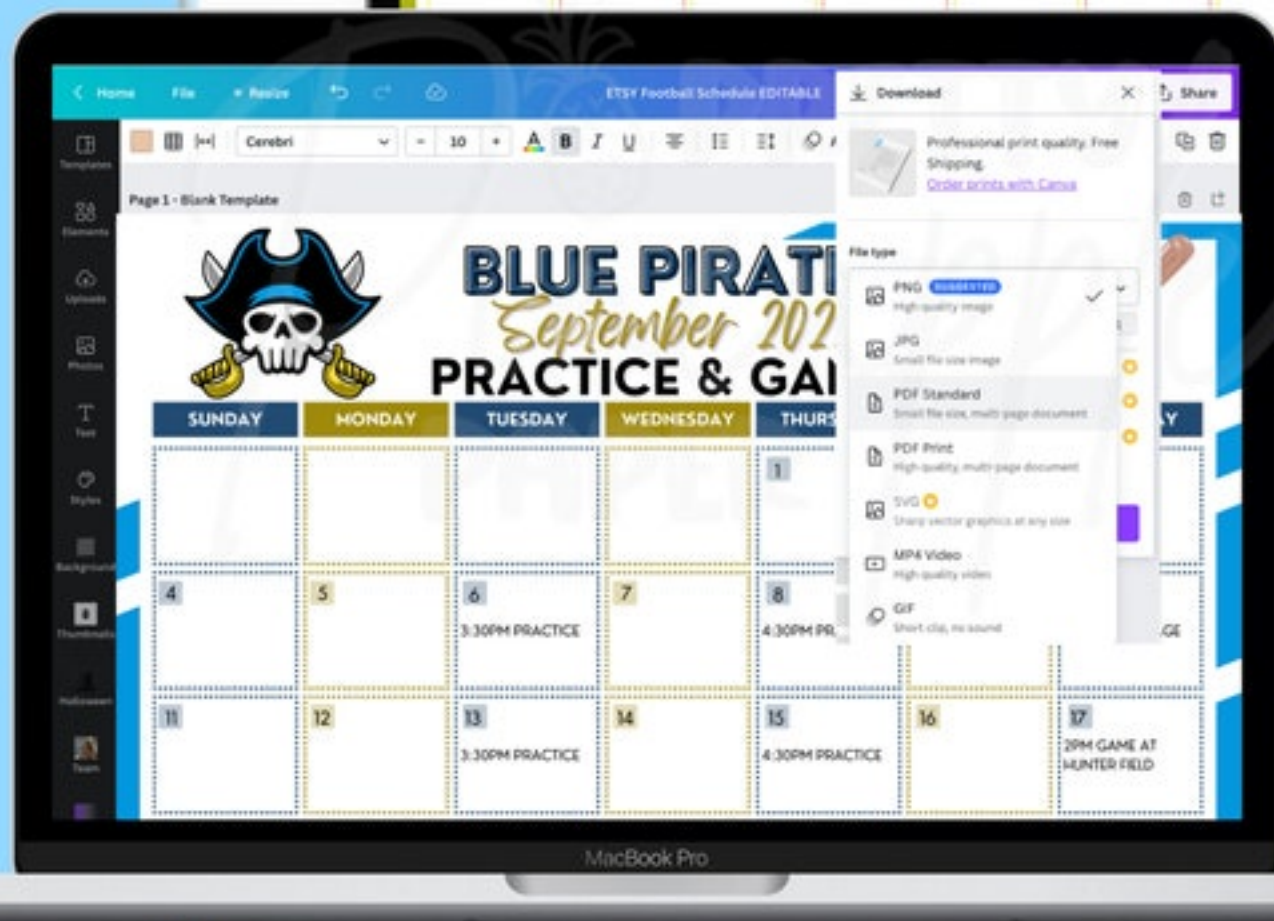 Home File Resize ETSY Football Schedule EDITABLE Share
Download
Cerebri - 10 + A B I U
Professional print quality. Free
Shipping.
Order prints with Canva
Page 1 - Blank Template
Templates
Elements
Uploads
Photos
Text
Styles
Background
Thumbnails
Halloween
Team
File type
PNG SUGGESTED
High quality image
JPG
Small file size image
PDF Standard
Small file size, multi-page document
PDF Print
High quality, multi-page document
SVG
Sharp vector graphics at any size
MP4 Video
High quality video
GIF
Short clip, no sound
BLUE PIRATE
September 202
PRACTICE & GAM
SUNDAY MONDAY TUESDAY WEDNESDAY THURS AY
1
4 5 6 7 8
3:30PM PRACTICE 4:30PM PR GE
11 12 13 14 15 16 17
3:30PM PRACTICE 4:30PM PRACTICE 2PM GAME AT
HUNTER FIELD
MacBook Pro
PAPER